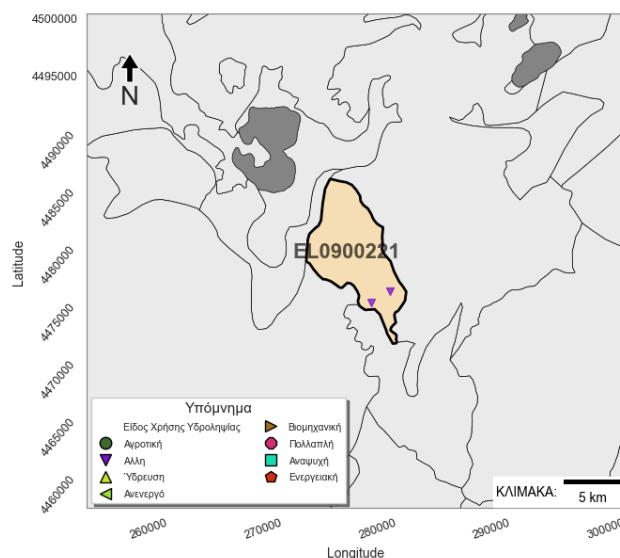 4500000
4495000
4490000
4485000
4480000
4475000
4470000
4465000
4460000
Latitude
N
EL0900221
Υπόμνημα
Είδος Χρήσης Υδροληψίας
Αγροτική
Άλλη
Ύδρευση
Ανενεργό
Βιομηχανική
Πολλαπλή
Αναψυχή
Ενεργειακή
ΚΛΙΜΑΚΑ:
5 km
260000
270000
280000
290000
300000
Longitude